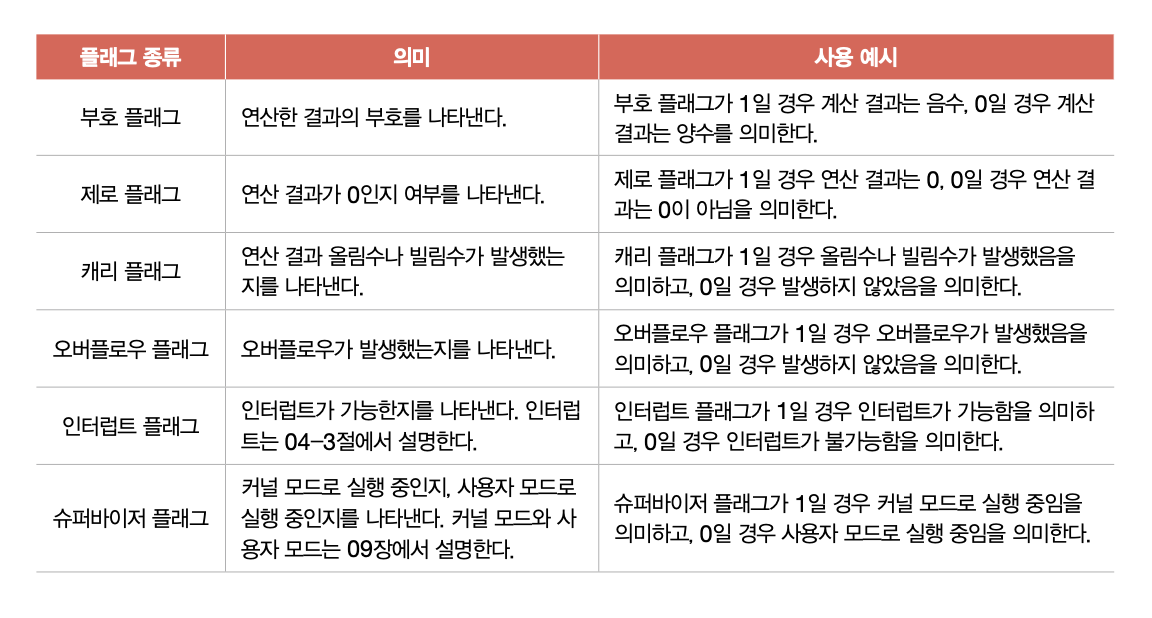 플래그 종류
의미
사용 예시
부호 플래그
연산한 결과의 부호를 나타낸다.
부호 플래그가 1일 경우 계산 결과는 음수, 0일 경우 계산
결과는 양수를 의미한다.
제로 플래그
연산 결과가 0인지 여부를 나타낸다.
제로 플래그가 1일 경우 연산 결과는 0, 0일 경우 연산 결
과는 0이 아님을 의미한다.
캐리 플래그
연산 결과 올림수나 빌림수가 발생했는
지를 나타낸다.
캐리 플래그가 1일 경우 올림수나 빌림수가 발생했음을
의미하고, 0일 경우 발생하지 않았음을 의미한다.
오버플로우 플래그
오버플로우가 발생했는지를 나타낸다.
오버플로우 플래그가 1일 경우 오버플로우가 발생했음을
의미하고, 0일 경우 발생하지 않았음을 의미한다.
인터럽트 플래그
인터럽트가 가능한지를 나타낸다. 인터럽
트는 04-3절에서 설명한다.
인터럽트 플래그가 1일 경우 인터럽트가 가능함을 의미하
고, 0일 경우 인터럽트가 불가능함을 의미한다.
슈퍼바이저 플래그
커널 모드로 실행 중인지, 사용자 모드로
실행 중인지를 나타낸다. 커널 모드와 사
용자 모드는 09장에서 설명한다.
슈퍼바이저 플래그가 1일 경우 커널 모드로 실행 중임을
의미하고, 0일 경우 사용자 모드로 실행 중임을 의미한다.